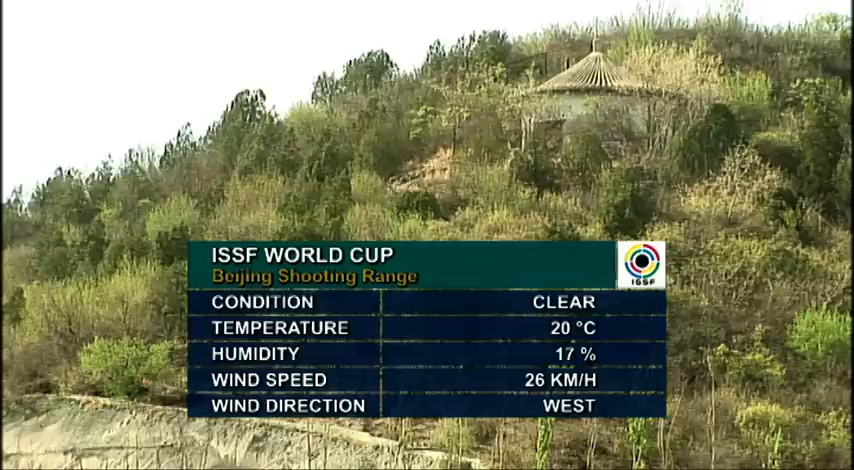 ISSF WORLD CUP
Beijing Shooting Range
ISSF
CONDITION CLEAR
TEMPERATURE 20 °C
HUMIDITY 17 %
WIND SPEED 26 KM/H
WIND DIRECTION WEST